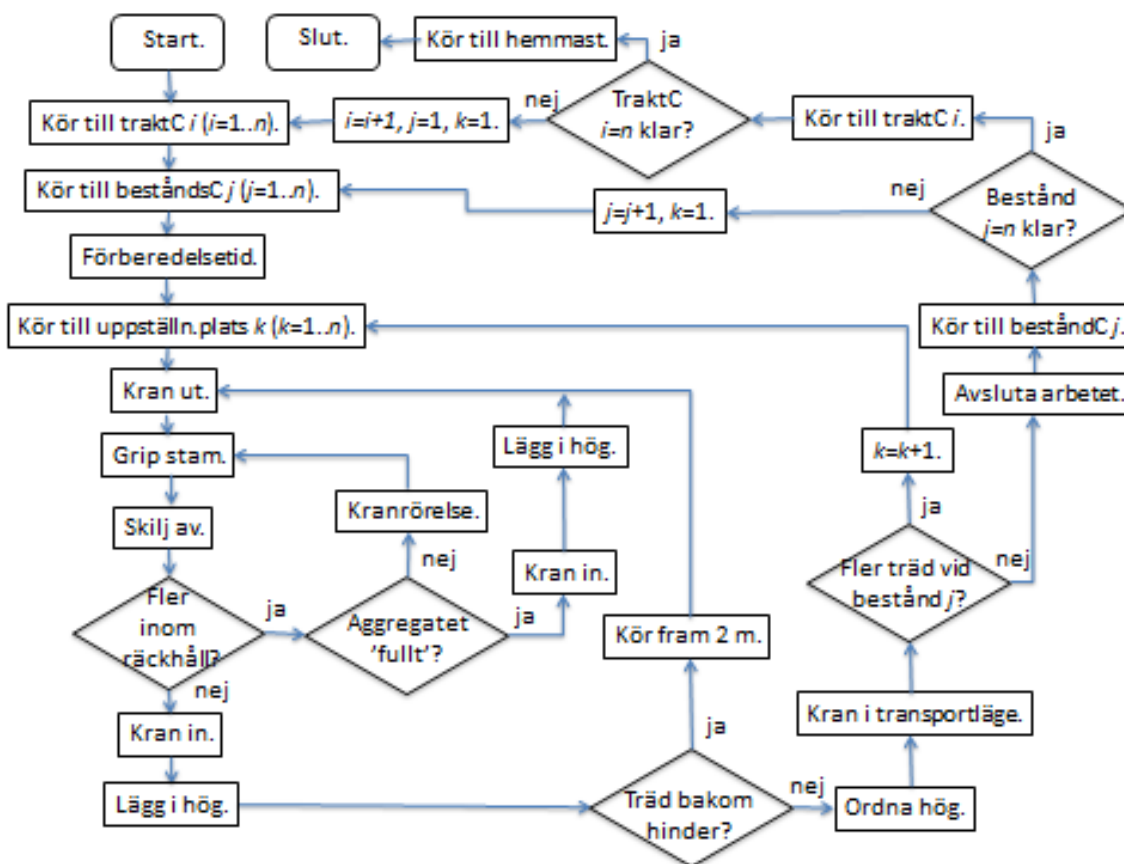 Start.
Slut.
Kör till hemmast.
ja
TraktC
i=n klar?
nej
i=i+1, j=1, k=1.
Kör till traktC i (i=1..n).
Kör till traktC i.
ja
Bestånd
j=n klar?
nej
j=j+1, k=1.
Kör till beståndsC j (j=1..n).
Förberedelsetid.
Kör till uppställn.plats k (k=1..n).
Kör till beståndC j.
Avsluta arbetet.
Kran ut.
Grip stam.
Lägg i hög.
k=k+1.
Kranrörelse.
Skilj av.
nej
Kran in.
ja
Fler träd vid
bestånd j?
nej
Fler
inom
räckhåll?
ja
Aggregatet
’fullt’?
ja
Kör fram 2 m.
nej
Kran in.
ja
Kran i transportläge.
Lägg i hög.
Träd bakom
hinder?
nej
Ordna hög.